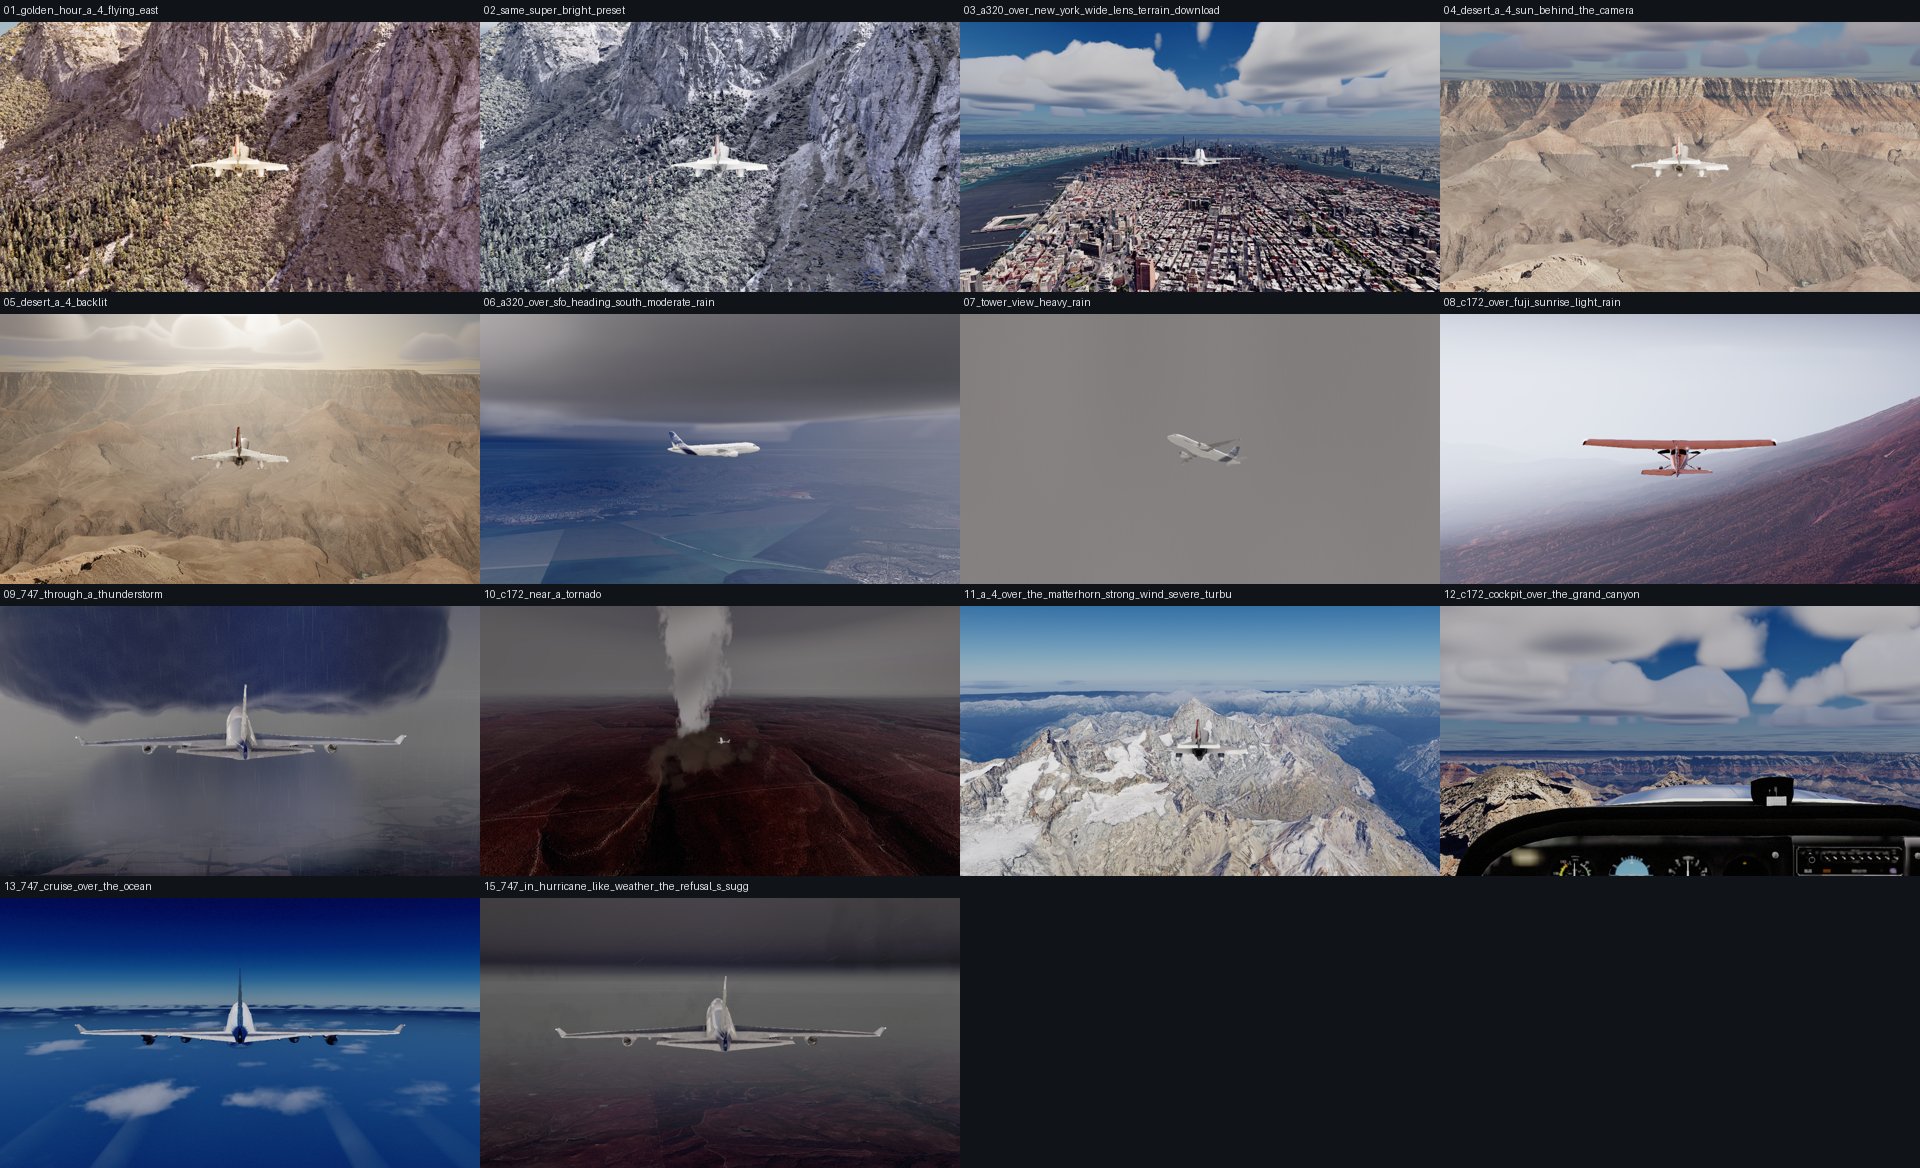 01_golden_hour_a_4_flying_east
02_same_super_bright_preset
03_a320_over_new_york_wide_lens_terrain_download
04_desert_a_4_sun_behind_the_camera
05_desert_a_4_backlit
06_a320_over_sfo_heading_south_moderate_rain
07_tower_view_heavy_rain
08_c172_over_fuji_sunrise_light_rain
09_747_through_a_thunderstorm
10_c172_near_a_tornado
11_a_4_over_the_matterhorn_strong_wind_severe_turbu
12_c172_cockpit_over_the_grand_canyon
13_747_cruise_over_the_ocean
15_747_in_hurricane_like_weather_the_refusal_s_sugg